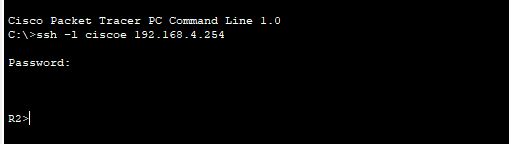 Cisco Packet Tracer PC Command Line 1.0
C:\>ssh -l ciscoe 192.168.4.254
Password:
R2>